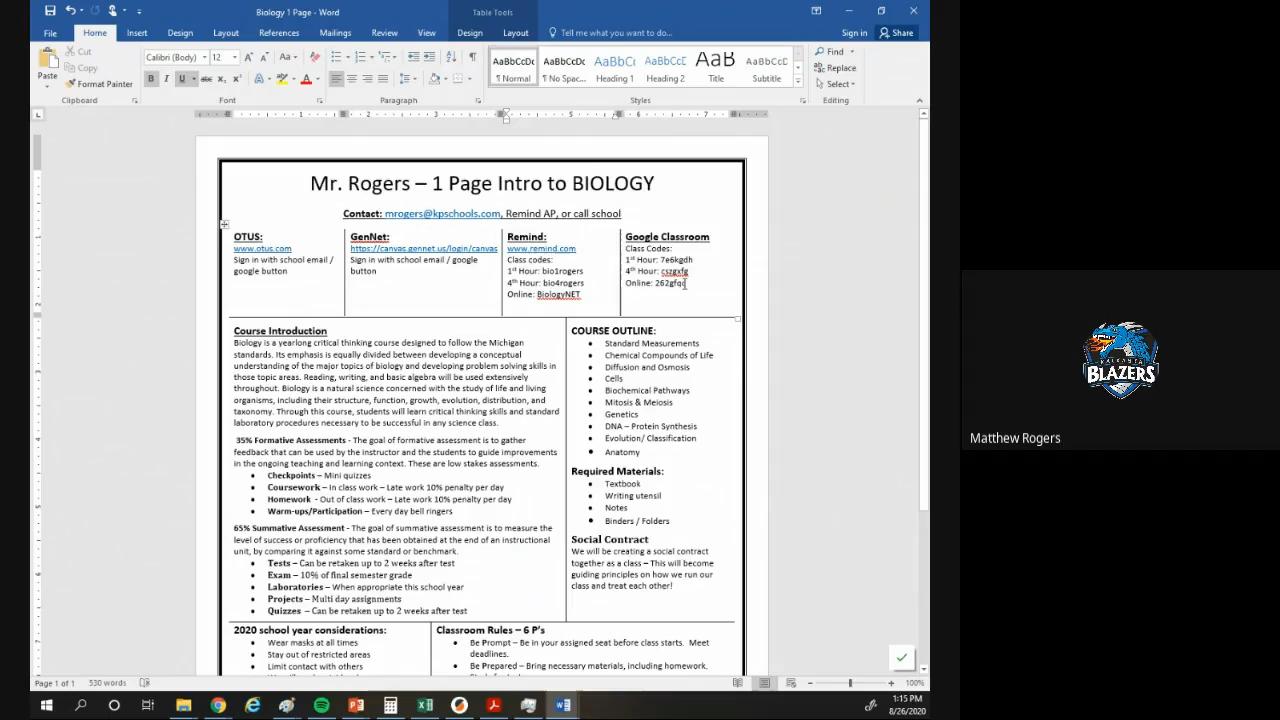 Biology 1 Page - Word
Table Tools
File Home Insert Design Layout References Mailings Review View Design Layout Tell me what you want to do... Sign in Share
Paste
Cut
Copy
Format Painter
Clipboard
Calibri (Body) 12
Font
Paragraph
AaBbCcDc AaBbCcDc AaBbC AaBbCc AaB AaBbCcD
¶ Normal ¶ No Spac... Heading 1 Heading 2 Title Subtitle
Styles
Find
Replace
Select
Editing
Mr. Rogers – 1 Page Intro to BIOLOGY
Contact: mrogers@kpschools.com, Remind AP, or call school
OTUS:
www.otus.com
Sign in with school email /
google button
GenNet:
https://canvas.gennet.us/login/canvas
Sign in with school email / google
button
Remind:
www.remind.com
Class codes:
1st Hour: bio1rogers
4th Hour: bio4rogers
Online: BiologyNET
Google Classroom
Class Codes:
1st Hour: 7e6kgdh
4th Hour: cszgxfg
Course Introduction
Biology is a yearlong critical thinking course designed to follow the Michigan
standards. Its emphasis is equally divided between developing a conceptual
understanding of the major topics of biology and developing problem solving skills in
those topic areas. Reading, writing, and basic algebra will be used extensively
throughout. Biology is a natural science concerned with the study of life and living
organisms, including their structure, function, growth, evolution, distribution, and
taxonomy. Through this course, students will learn critical thinking skills and standard
laboratory procedures necessary to be successful in any science class.
35% Formative Assessments - The goal of formative assessment is to gather
feedback that can be used by the instructor and the students to guide improvements
in the ongoing teaching and learning context. These are low stakes assessments.
• Checkpoints – Mini quizzes
• Coursework – In class work – Late work 10% penalty per day
• Homework - Out of class work – Late work 10% penalty per day
• Warm-ups/Participation – Every day bell ringers
65% Summative Assessment - The goal of summative assessment is to measure the
level of success or proficiency that has been obtained at the end of an instructional
unit, by comparing it against some standard or benchmark.
• Tests – Can be retaken up to 2 weeks after test
• Exam – 10% of final semester grade
• Laboratories – When appropriate this school year
• Projects – Multi day assignments
• Quizzes – Can be retaken up to 2 weeks after test
COURSE OUTLINE:
• Standard Measurements
• Chemical Compounds of Life
• Diffusion and Osmosis
• Cells
• Biochemical Pathways
• Mitosis & Meiosis
• Genetics
• DNA – Protein Synthesis
• Evolution/ Classification
• Anatomy
Required Materials:
• Textbook
• Writing utensil
• Notes
• Binders / Folders
Social Contract
We will be creating a social contract
together as a class – This will become
guiding principles on how we run our
class and treat each other!
2020 school year considerations:
• Wear masks at all times
• Stay out of restricted areas
• Limit contact with others
Classroom Rules – 6 P's
• Be Prompt – Be in your assigned seat before class starts. Meet
deadlines.
• Be Prepared – Bring necessary materials, including homework.
Page 1 of 1 530 words
100%
1:15 PM
8/26/2020
BLAZERS
Matthew Rogers